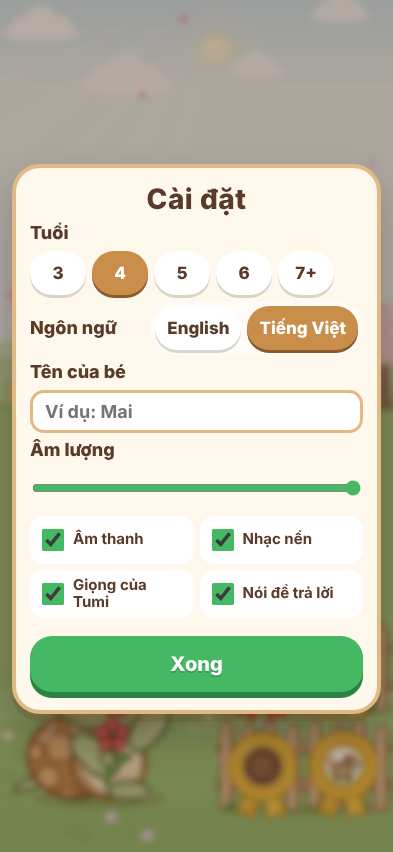 Cài đặt
Tuổi
3 4 5 6 7+
Ngôn ngữ English Tiếng Việt
Tên của bé
Ví dụ: Mai
Âm lượng
Âm thanh Nhạc nền
Giọng của
Tumi
Nói để trả lời
Xong